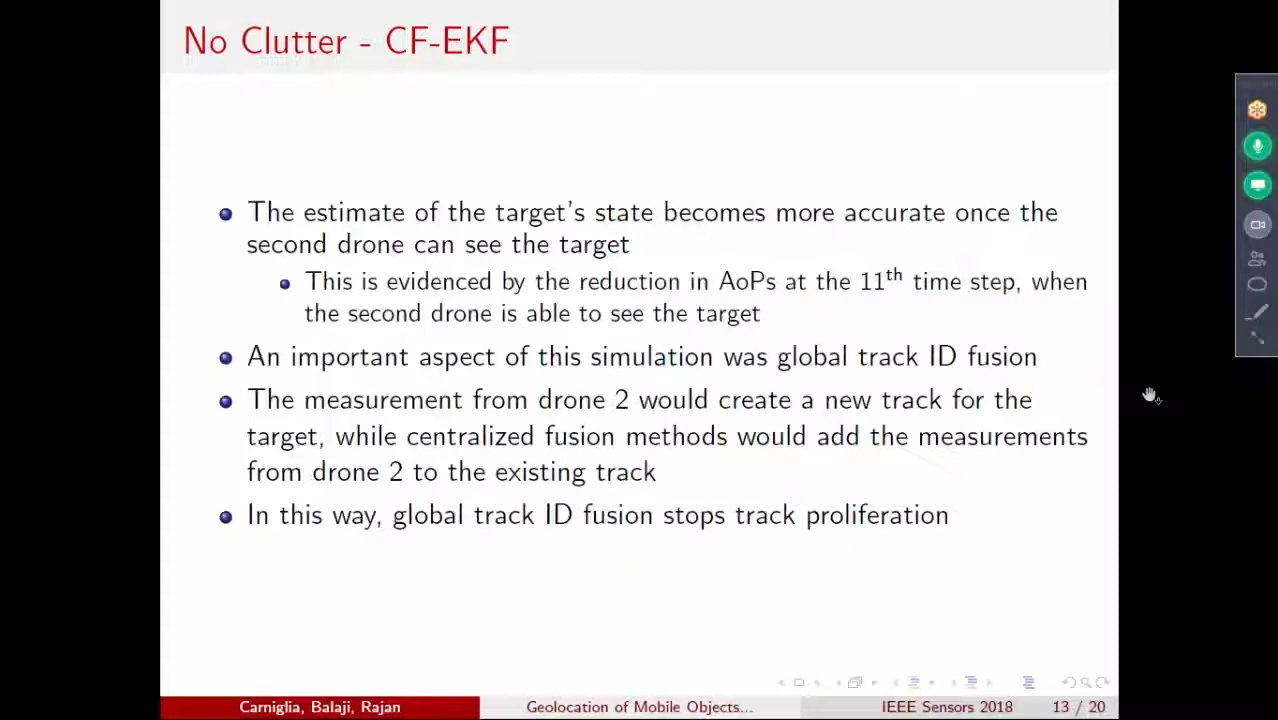 No Clutter - CF-EKF
The estimate of the target's state becomes more accurate once the
second drone can see the target
This is evidenced by the reduction in AoPs at the 11th time step, when
the second drone is able to see the target
An important aspect of this simulation was global track ID fusion
The measurement from drone 2 would create a new track for the
target, while centralized fusion methods would add the measurements
from drone 2 to the existing track
In this way, global track ID fusion stops track proliferation
Carniglia, Balaji, Rajan
Geolocation of Mobile Objects...
IEEE Sensors 2018
13 / 20